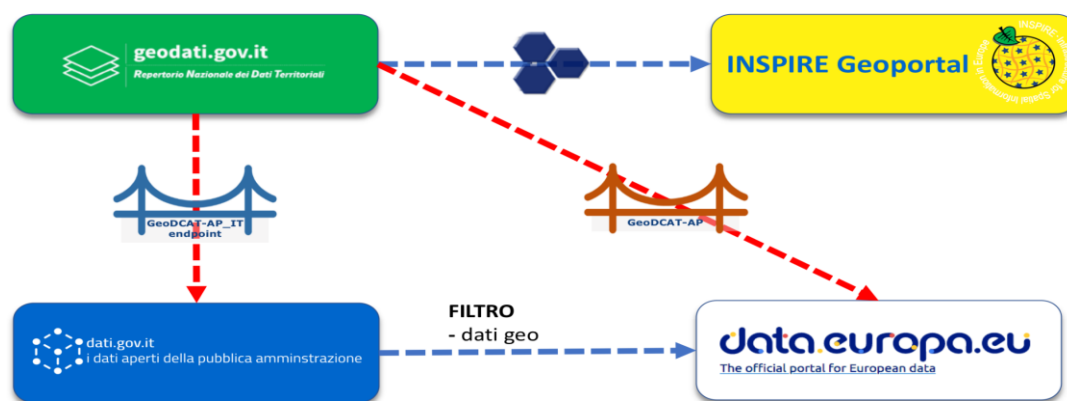 geodati.gov.it
Repertorio Nazionale dei Dati Territoriali
INSPIRE Geoportal
GeoDCAT-AP_IT
endpoint
GeoDCAT-AP
dati.gov.it
i dati aperti della pubblica amminstrazione
FILTRO
- dati geo
data.europa.eu
The official portal for European data